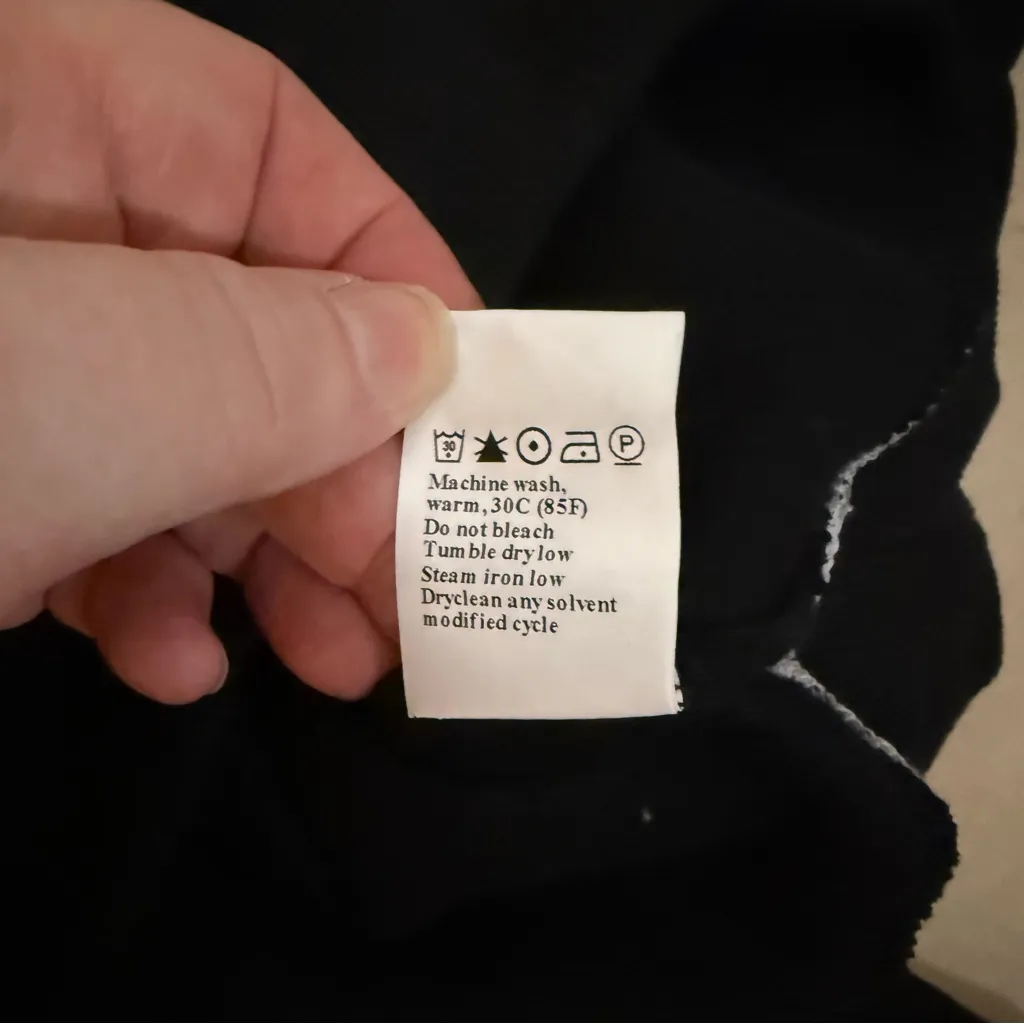 30 P
Machine wash,
warm, 30C (85F)
Do not bleach
Tumble dry low
Steam iron low
Dryclean any solvent
modified cycle